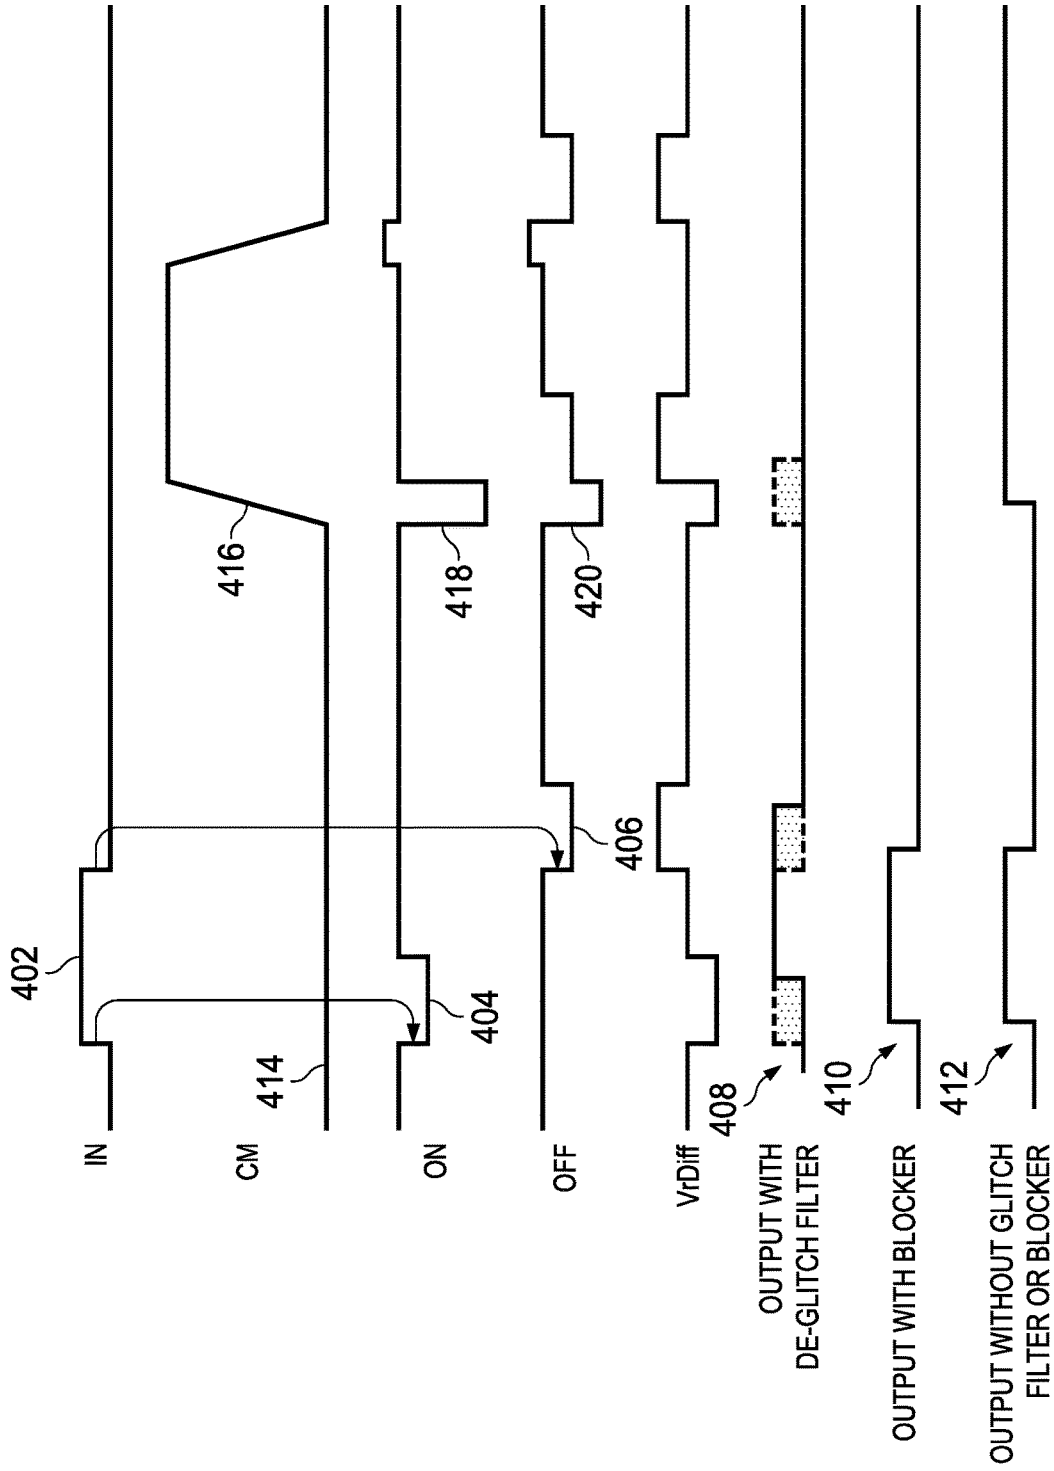 IN
402
CM
414
416
ON
404
418
OFF
406
420
VrDiff
OUTPUT WITH
DE-GLITCH FILTER
408
OUTPUT WITH BLOCKER
410
OUTPUT WITHOUT GLITCH
FILTER OR BLOCKER
412